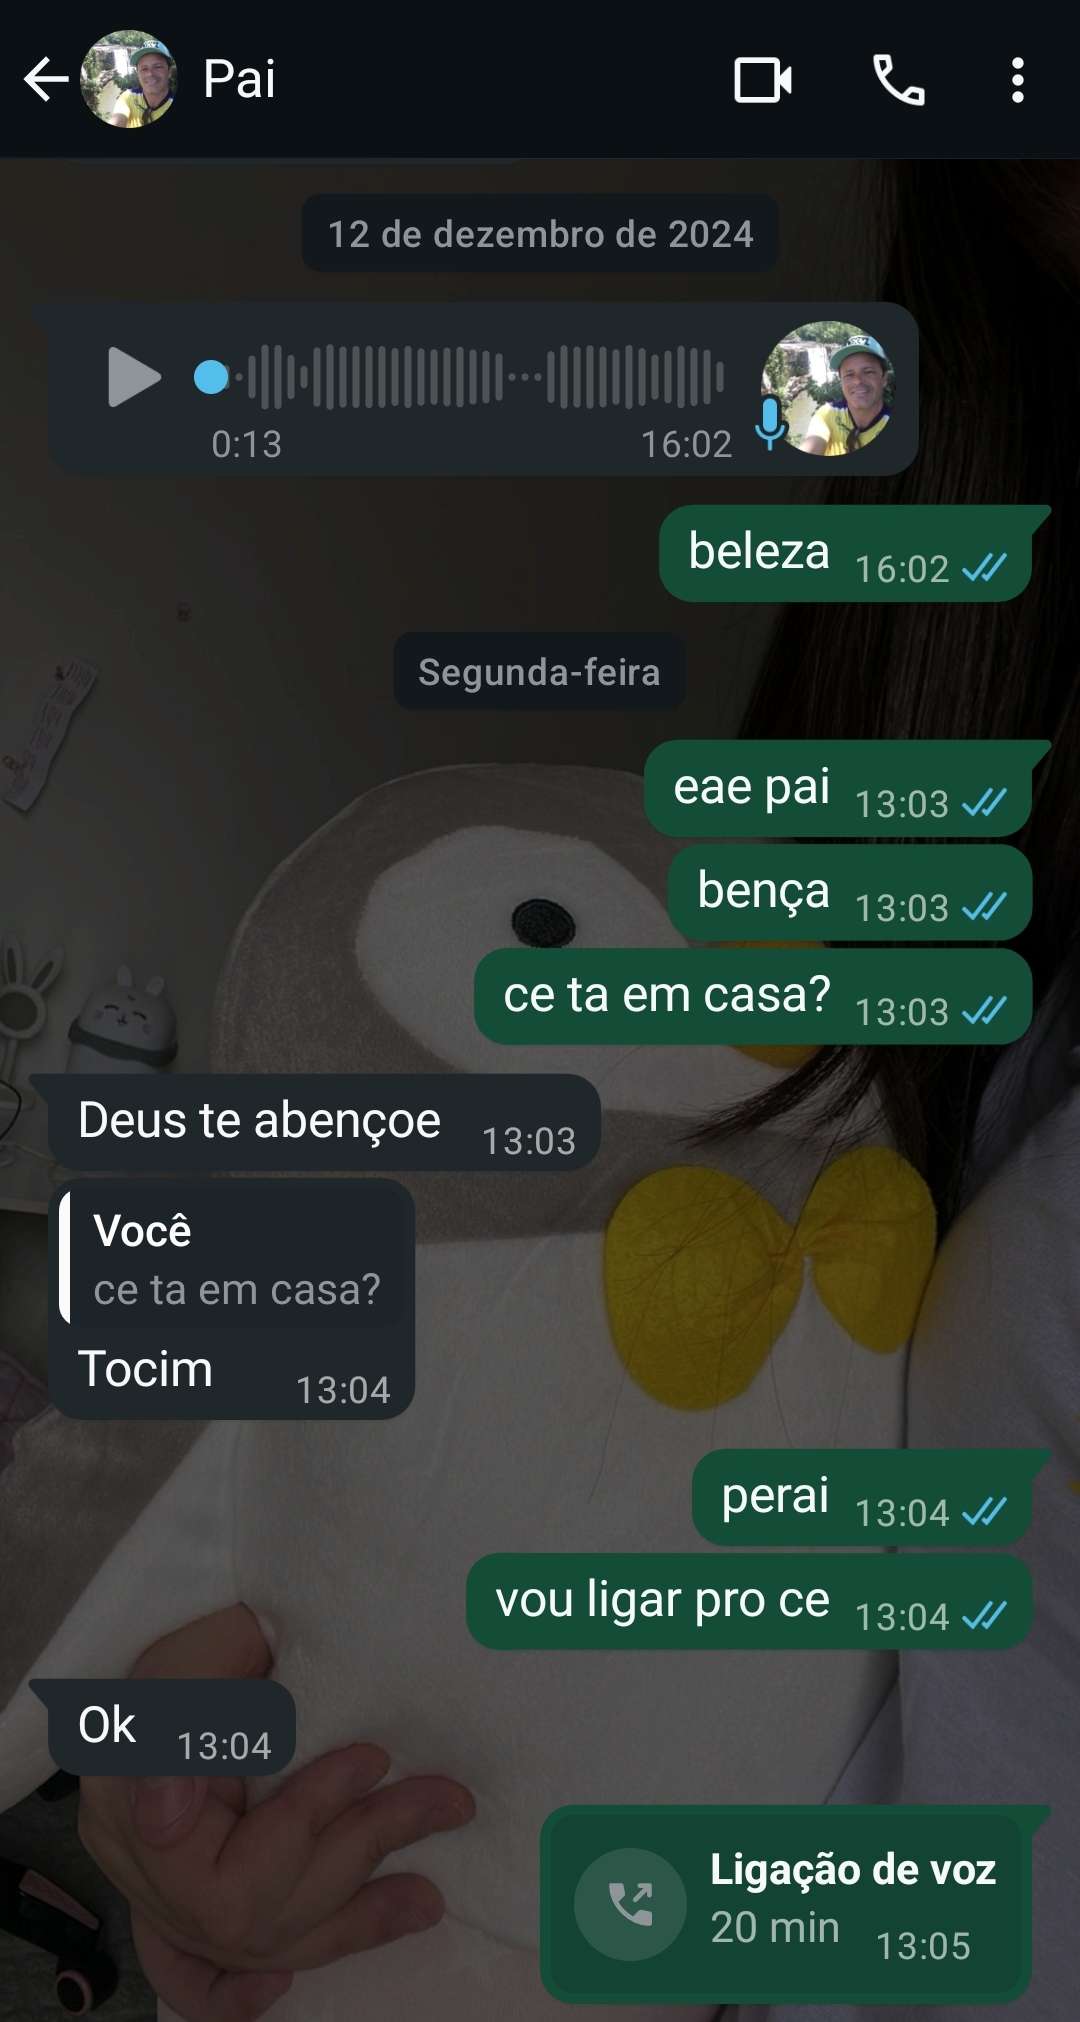 Pai
12 de dezembro de 2024
0:13 16:02
beleza 16:02
Segunda-feira
eae pai 13:03
bença 13:03
ce ta em casa? 13:03
Deus te abençoe 13:03
Você
ce ta em casa?
Tocim 13:04
perai 13:04
vou ligar pro ce 13:04
Ok 13:04
Ligação de voz
20 min 13:05